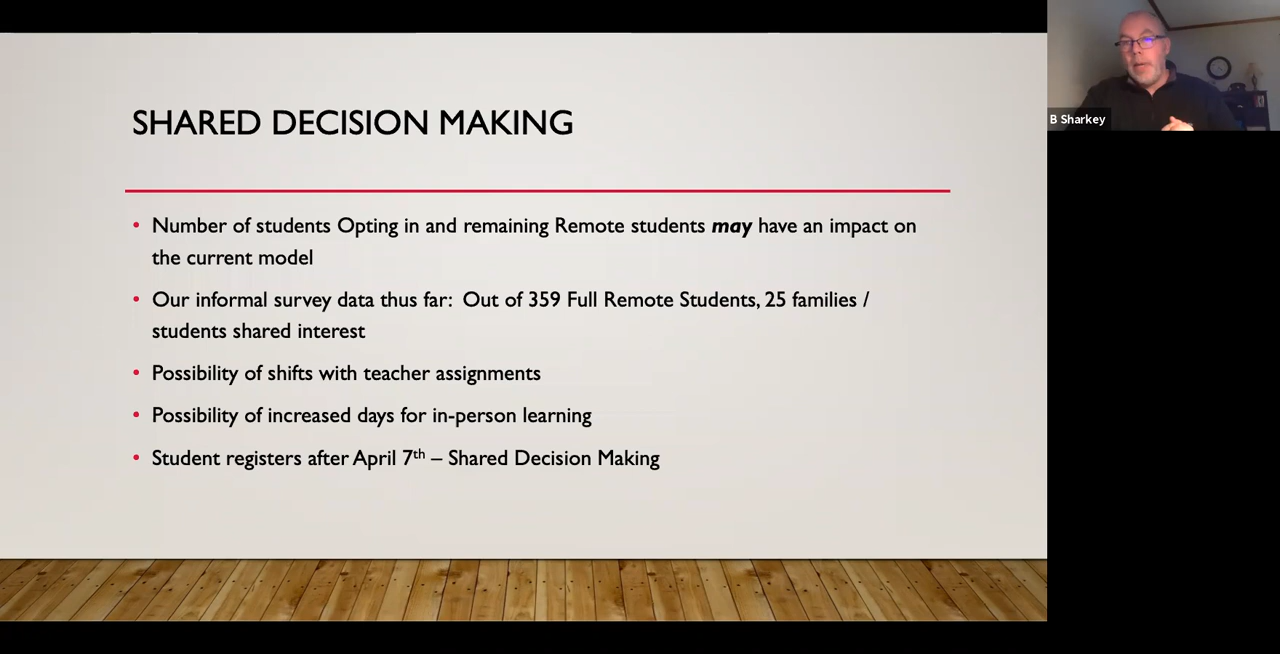 SHARED DECISION MAKING
• Number of students Opting in and remaining Remote students may have an impact on
the current model
• Our informal survey data thus far: Out of 359 Full Remote Students, 25 families /
students shared interest
• Possibility of shifts with teacher assignments
• Possibility of increased days for in-person learning
• Student registers after April 7th – Shared Decision Making
B Sharkey